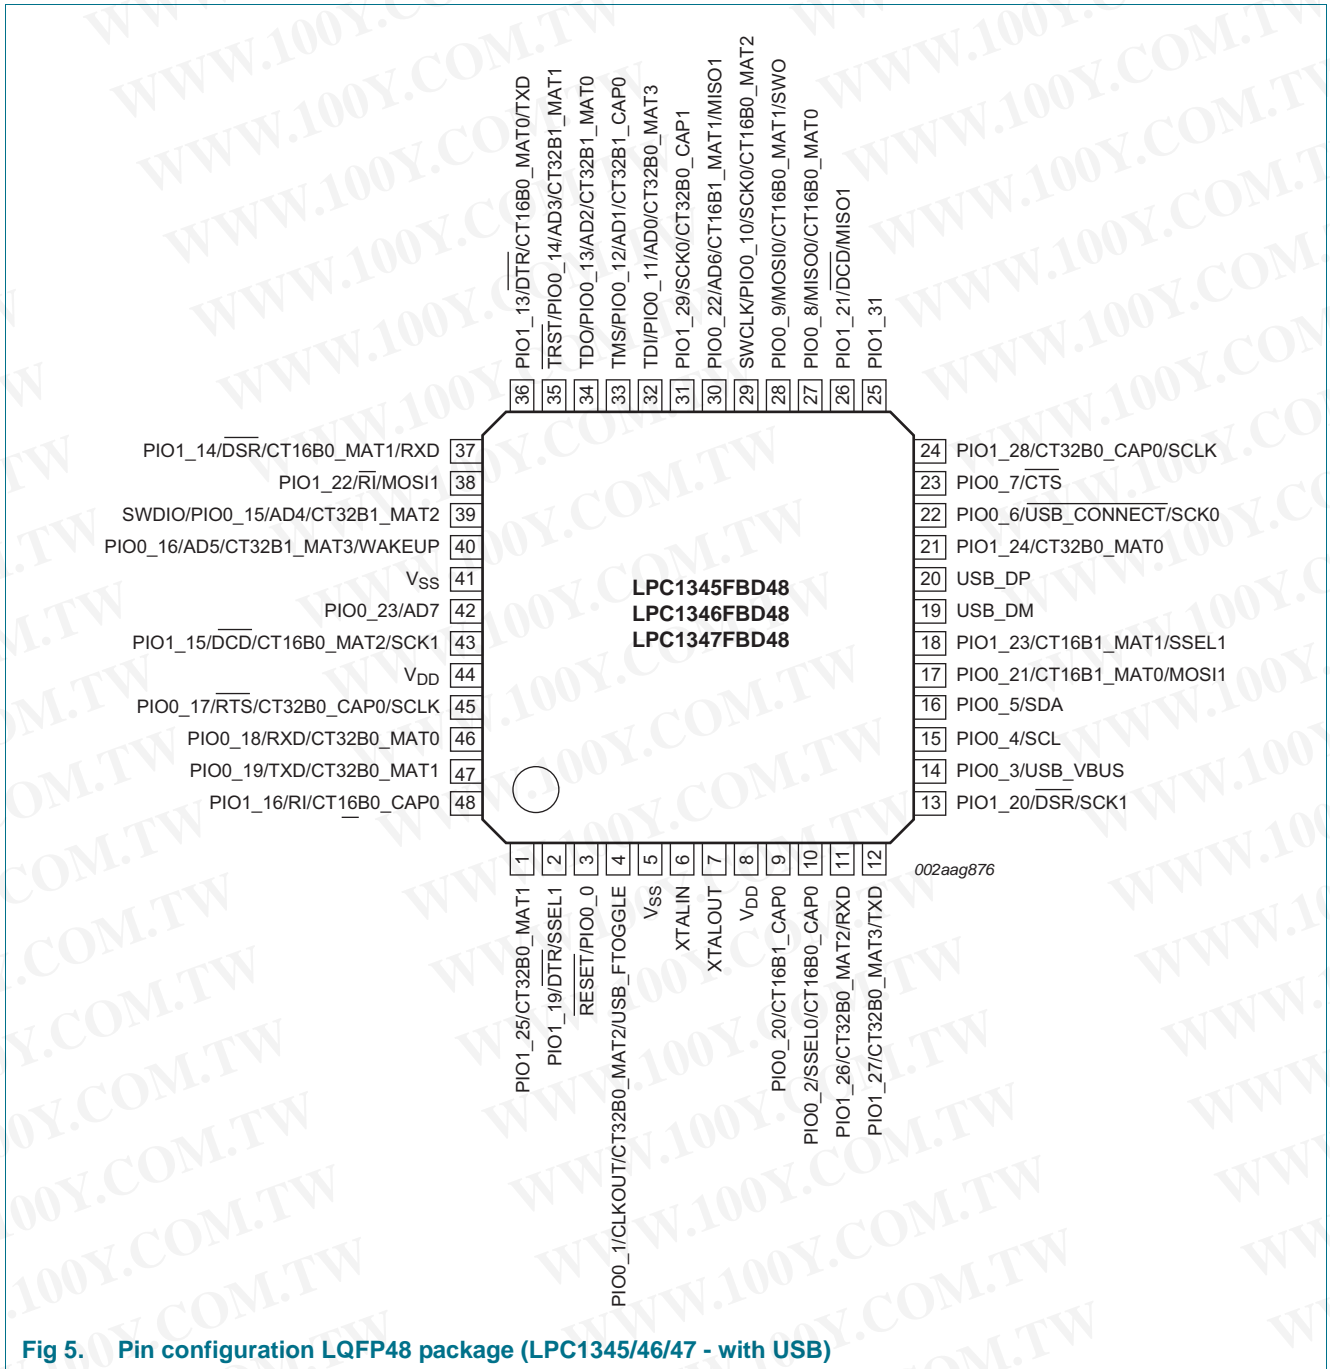 PIO1_13/DTR/CT16B0_MAT0/TXD
TRST/PIO0_14/AD3/CT32B1_MAT1
TDO/PIO0_13/AD2/CT32B1_MAT0
TMS/PIO0_12/AD1/CT32B1_CAP0
TDI/PIO0_11/AD0/CT32B0_MAT3
PIO1_29/SCK0/CT32B0_CAP1
PIO0_22/AD6/CT16B1_MAT1/MISO1
SWCLK/PIO0_10/SCK0/CT16B0_MAT2
PIO0_9/MOSI0/CT16B0_MAT1/SWO
PIO0_8/MISO0/CT16B0_MAT0
PIO1_21/DCD/MISO1
PIO1_31
36 35 34 33 32 31 30 29 28 27 26 25
PIO1_14/DSR/CT16B0_MAT1/RXD 37
PIO1_22/RI/MOSI1 38
SWDIO/PIO0_15/AD4/CT32B1_MAT2 39
PIO0_16/AD5/CT32B1_MAT3/WAKEUP 40
VSS 41
PIO0_23/AD7 42
PIO1_15/DCD/CT16B0_MAT2/SCK1 43
VDD 44
PIO0_17/RTS/CT32B0_CAP0/SCLK 45
PIO0_18/RXD/CT32B0_MAT0 46
PIO0_19/TXD/CT32B0_MAT1 47
PIO1_16/RI/CT16B0_CAP0 48
LPC1345FBD48
LPC1346FBD48
LPC1347FBD48
24 PIO1_28/CT32B0_CAP0/SCLK
23 PIO0_7/CTS
22 PIO0_6/USB_CONNECT/SCK0
21 PIO1_24/CT32B0_MAT0
20 USB_DP
19 USB_DM
18 PIO1_23/CT16B1_MAT1/SSEL1
17 PIO0_21/CT16B1_MAT0/MOSI1
16 PIO0_5/SDA
15 PIO0_4/SCL
14 PIO0_3/USB_VBUS
13 PIO1_20/DSR/SCK1
1 2 3 4 5 6 7 8 9 10 11 12
002aag876
PIO1_25/CT32B0_MAT1
PIO1_19/DTR/SSEL1
RESET/PIO0_0
PIO0_1/CLKOUT/CT32B0_MAT2/USB_FTOGGLE
VSS
XTALIN
XTALOUT
VDD
PIO0_20/CT16B1_CAP0
PIO0_2/SSEL0/CT16B0_CAP0
PIO1_26/CT32B0_MAT2/RXD
PIO1_27/CT32B0_MAT3/TXD
Fig 5. Pin configuration LQFP48 package (LPC1345/46/47 - with USB)
WWW.100Y.COM.TW